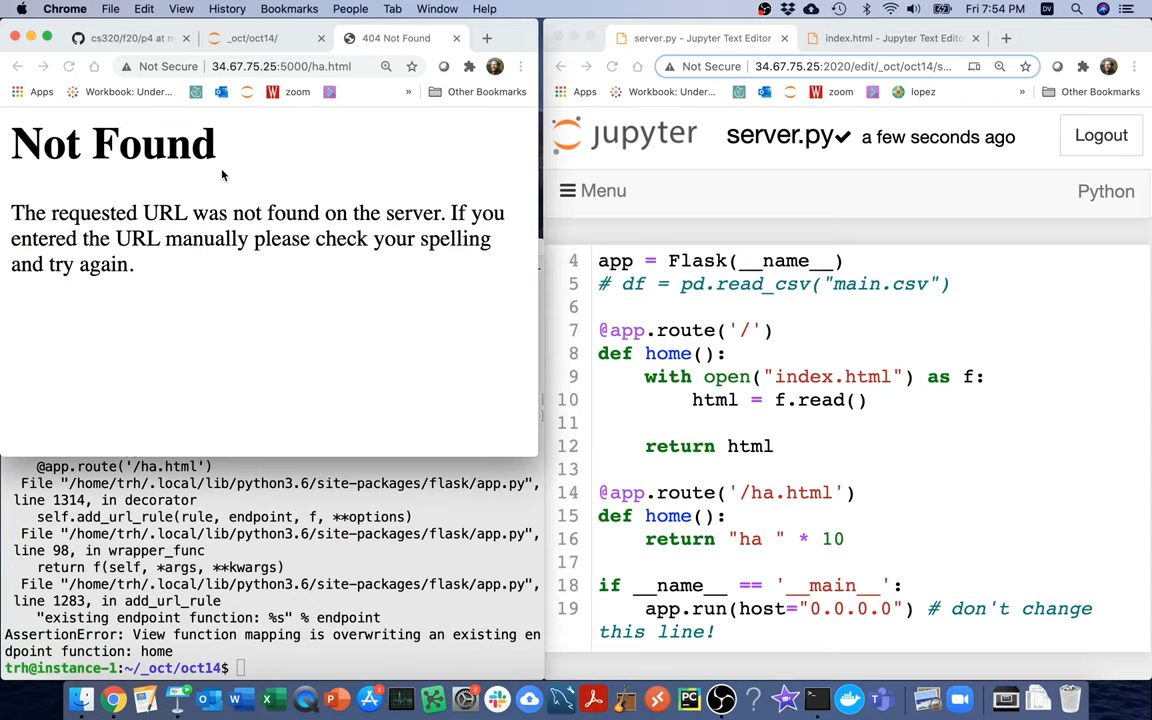 Chrome File Edit View History Bookmarks People Tab Window Help
Fri 7:54 PM
cs320/f20/p4 at m
_oct/oct14/
404 Not Found
Not Secure 34.67.75.25:5000/ha.html
Apps Workbook: Under... zoom » Other Bookmarks
Not Found
The requested URL was not found on the server. If you
entered the URL manually please check your spelling
and try again.
@app.route('/ha.html')
File "/home/trh/.local/lib/python3.6/site-packages/flask/app.py",
line 1314, in decorator
self.add_url_rule(rule, endpoint, f, **options)
File "/home/trh/.local/lib/python3.6/site-packages/flask/app.py",
line 98, in wrapper_func
return f(self, *args, **kwargs)
File "/home/trh/.local/lib/python3.6/site-packages/flask/app.py",
line 1283, in add_url_rule
"existing endpoint function: %s" % endpoint
AssertionError: View function mapping is overwriting an existing en
dpoint function: home
trh@instance-1:~/_oct/oct14$
server.py - Jupyter Text Editor
index.html - Jupyter Text Edito
Not Secure 34.67.75.25:2020/edit/_oct/oct14/s...
Apps Workbook: Under... zoom lopez » Other Bookmarks
jupyter server.py a few seconds ago Logout
Menu Python
4 app = Flask(__name__)
5 # df = pd.read_csv("main.csv")
6
7 @app.route('/')
8 def home():
9 with open("index.html") as f:
10 html = f.read()
11
12 return html
13
14 @app.route('/ha.html')
15 def home():
16 return "ha " * 10
17
18 if __name__ == '__main__':
19 app.run(host="0.0.0.0") # don't change
this line!